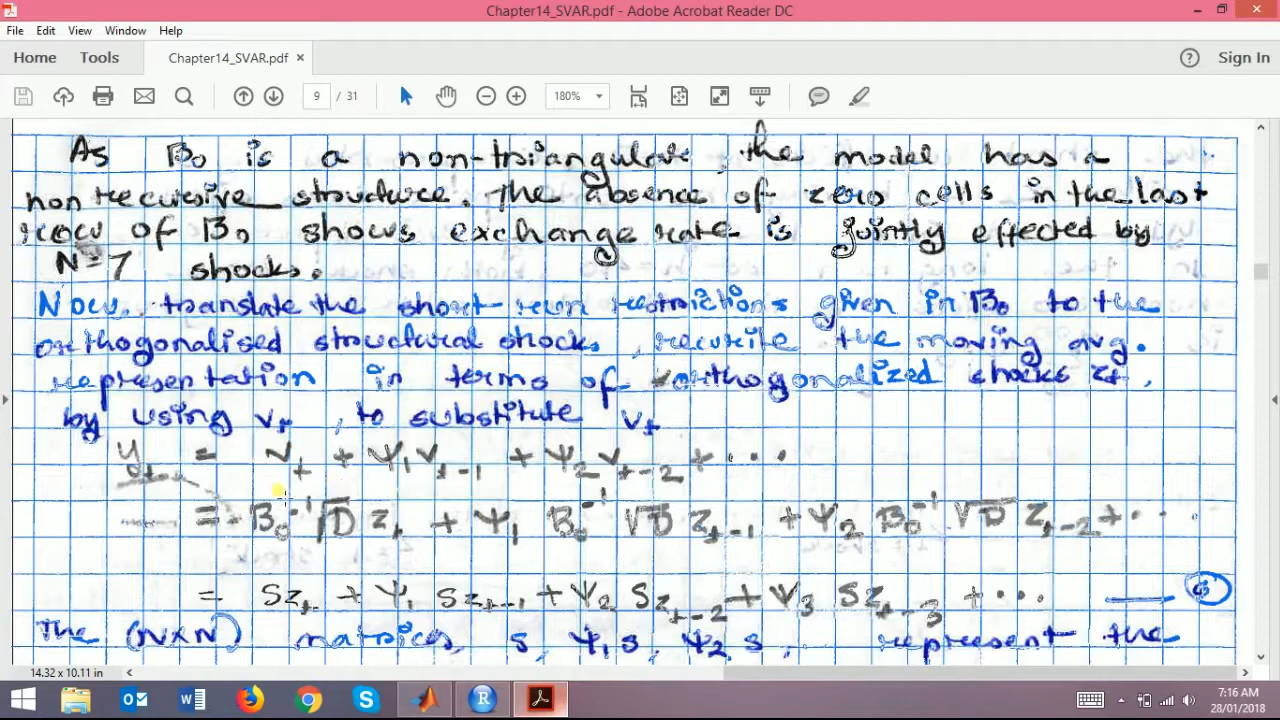 Chapter14_SVAR.pdf - Adobe Acrobat Reader DC
File Edit View Window Help
Home Tools Chapter14_SVAR.pdf × Sign In
9 / 31 180%
As B₀ is a non-triangular, the model has a
non recursive structure. The absence of zero cells in the last
row of B₀ shows exchange rate is jointly effected by
N=7 shocks.
Now, translate the short-run restrictions given in B₀ to the
orthogonalised structural shocks, rewrite the moving avg.
representation in terms of orthogonalized shocks zₜ,
by using vₜ, to substitute vₜ
yₜ = vₜ + Ψ₁vₜ₋₁ + Ψ₂vₜ₋₂ + ···
= B₀⁻¹ √D zₜ + Ψ₁ B₀⁻¹ √D zₜ₋₁ + Ψ₂ B₀⁻¹ √D zₜ₋₂ + ···
= Szₜ + Ψ₁ Szₜ₋₁ + Ψ₂ Szₜ₋₂ + Ψ₃ Szₜ₋₃ + ···
The (N×N) matrices, S, Ψ₁S, Ψ₂S, represent the
14.32 x 10.11 in
7:16 AM
28/01/2018